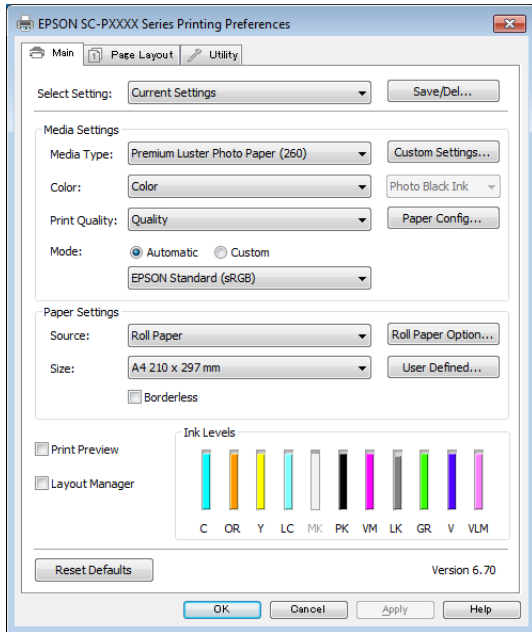 EPSON SC-PXXXX Series Printing Preferences
Main Page Layout Utility
Select Setting: Current Settings Save/Del...
Media Settings
Media Type: Premium Luster Photo Paper (260) Custom Settings...
Color: Color Photo Black Ink
Print Quality: Quality Paper Config...
Mode: Automatic Custom
EPSON Standard (sRGB)
Paper Settings
Source: Roll Paper Roll Paper Option...
Size: A4 210 x 297 mm User Defined...
Borderless
Ink Levels
Print Preview
Layout Manager
C OR Y LC MK PK VM LK GR V VLM
Reset Defaults Version 6.70
OK Cancel Apply Help